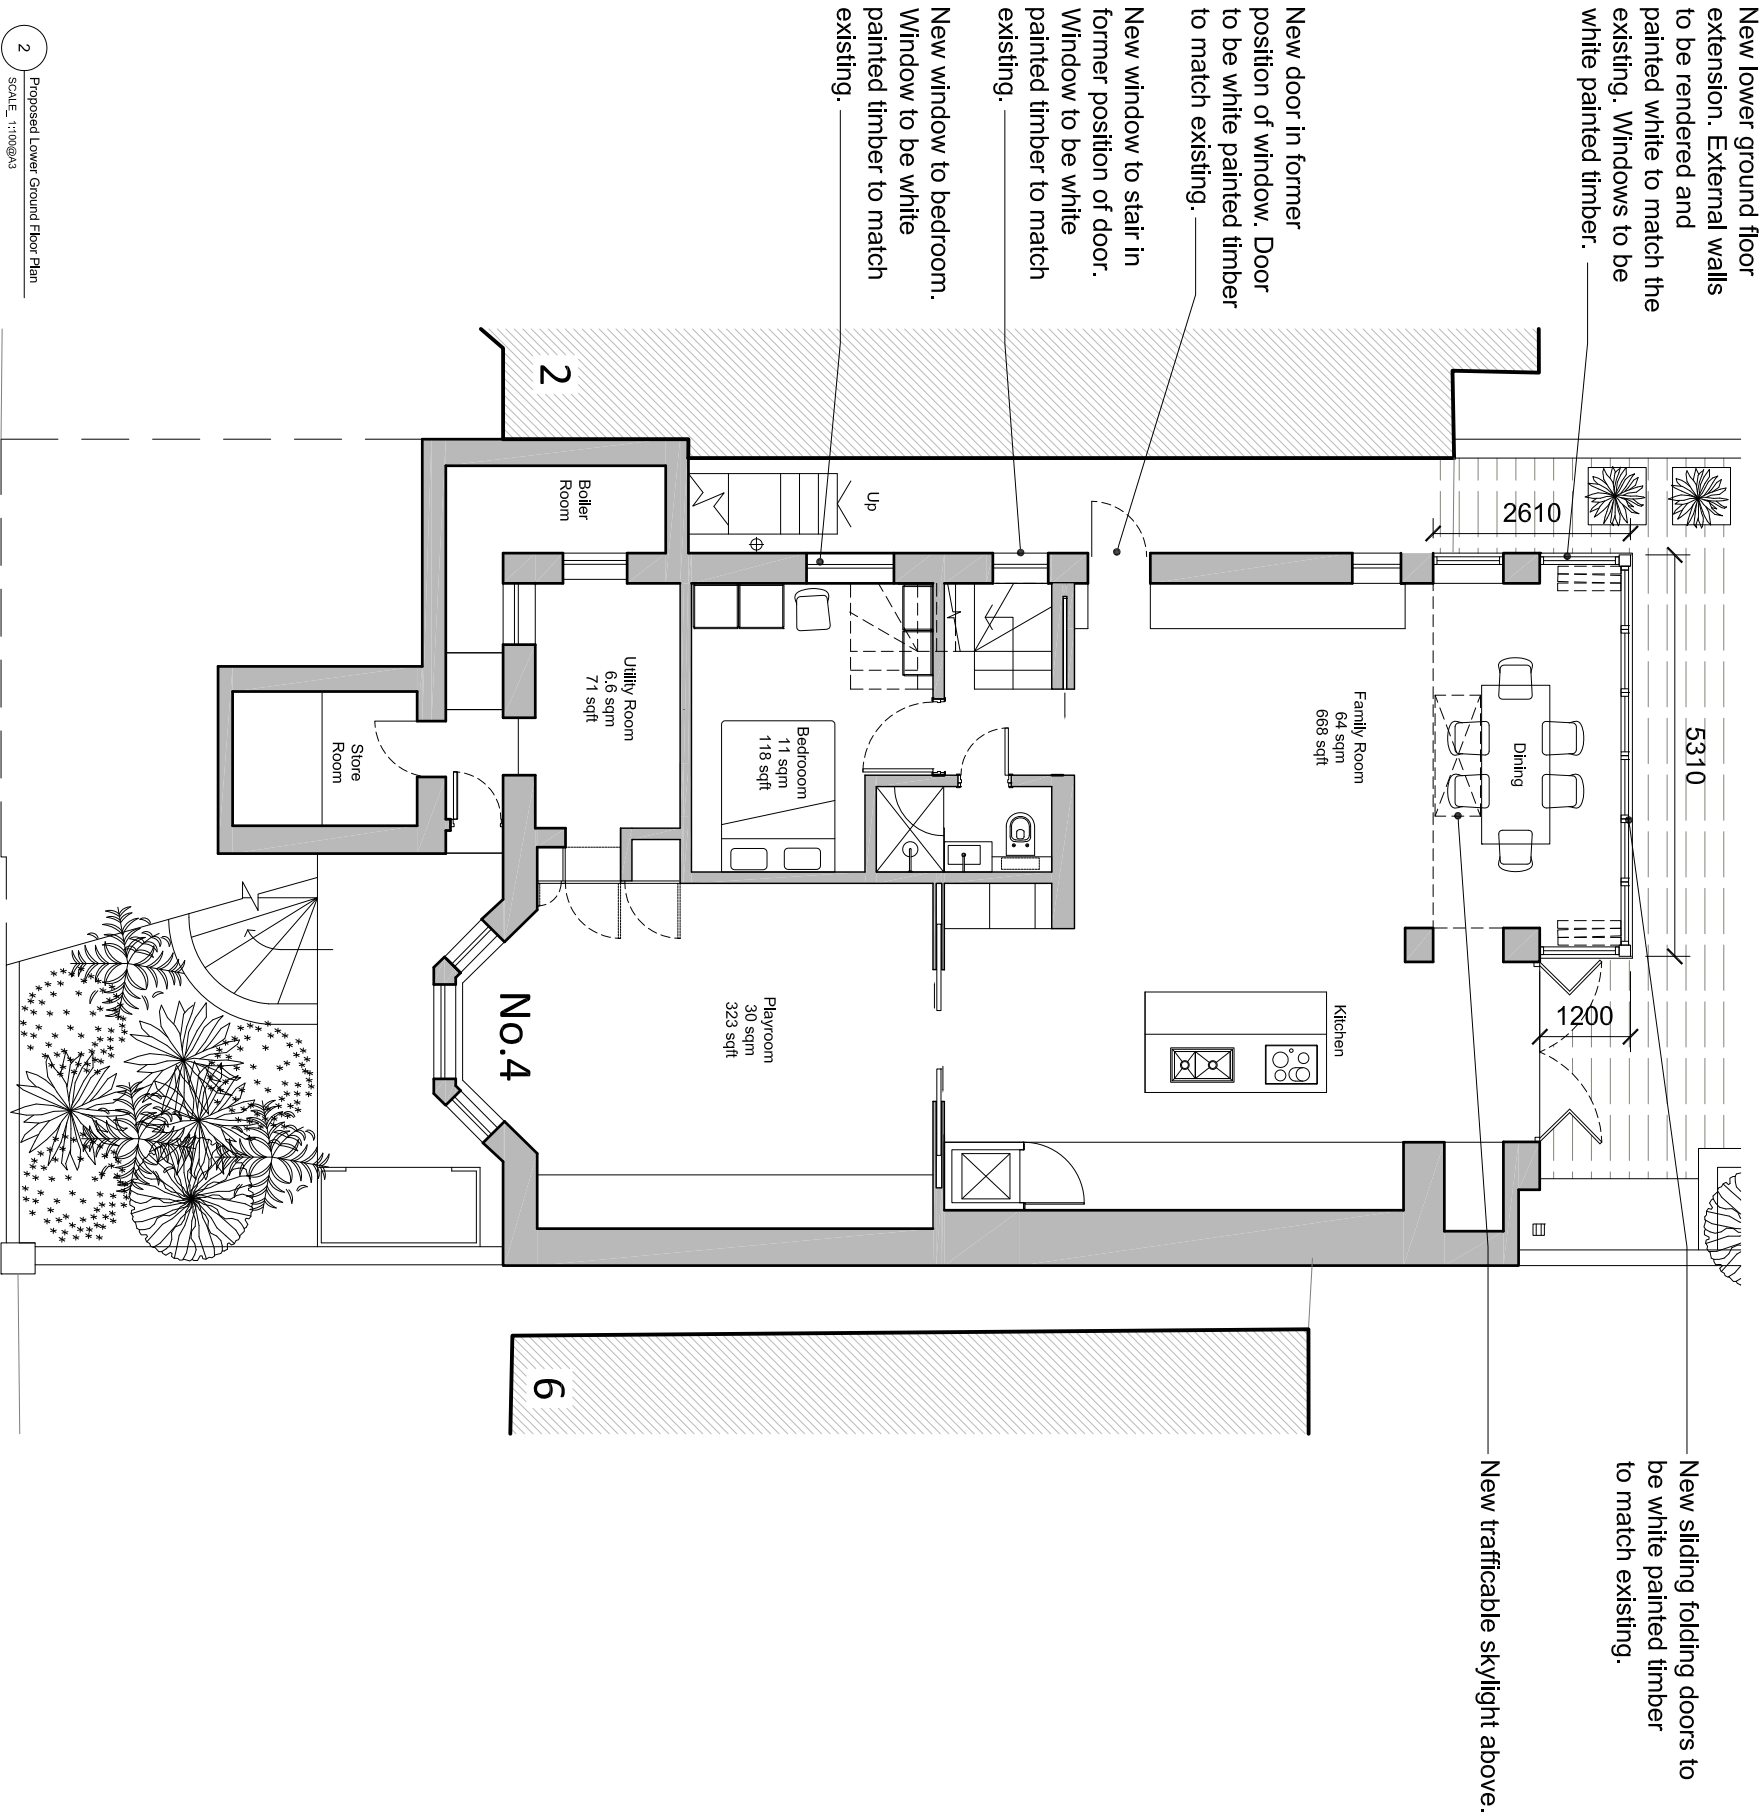 New lower ground floor
extension. External walls
to be rendered and
painted white to match the
existing. Windows to be
white painted timber.
New door in former
position of window. Door
to be white painted timber
to match existing.
New window to stair in
former position of door.
Window to be white
painted timber to match
existing.
New window to bedroom.
Window to be white
painted timber to match
existing.
2
Up
2610
5310
1200
Boiler
Room
Utility Room
6.6 sqm
71 sqft
Store
Room
Bedrooom
11 sqm
118 sqft
Family Room
64 sqm
668 sqft
Dining
Kitchen
Playroom
30 sqm
323 sqft
No.4
6
New sliding folding doors to
be white painted timber
to match existing.
New trafficable skylight above.
2
Proposed Lower Ground Floor Plan
SCALE_ 1:100@A3